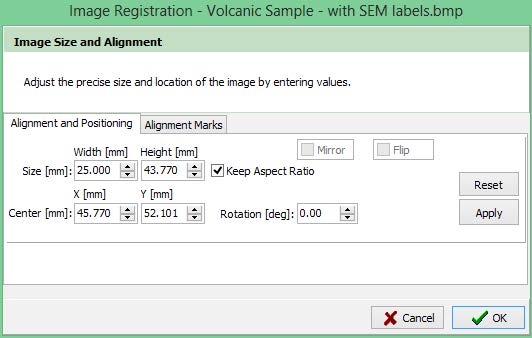 Image Registration - Volcanic Sample - with SEM labels.bmp
Image Size and Alignment
Adjust the precise size and location of the image by entering values.
Alignment and Positioning Alignment Marks
Width [mm] Height [mm] Mirror Flip
Size [mm]: 25.000 43.770 Keep Aspect Ratio
X [mm] Y [mm] Reset
Center [mm]: 45.770 52.101 Rotation [deg]: 0.00 Apply
Cancel OK